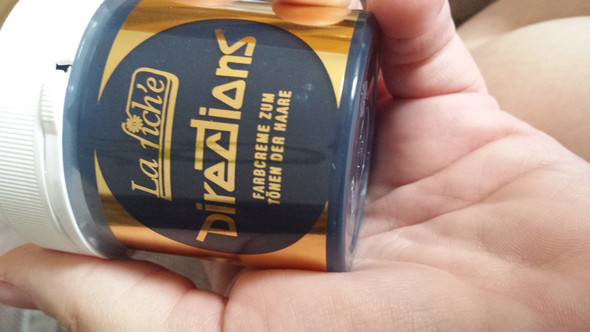 La riché
Directions
FARBCREME ZUM
TÖNEN DER HAARE